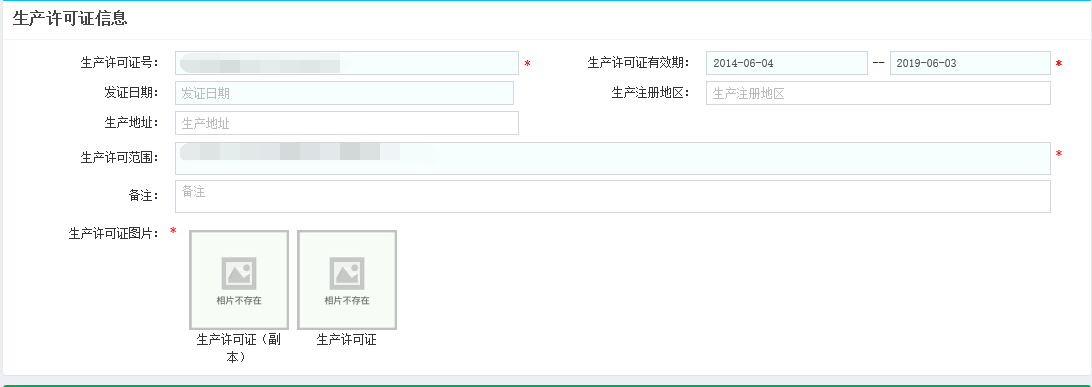 生产许可证信息
生产许可证号： * 生产许可证有效期： 2014-06-04 -- 2019-06-03 *
发证日期： 发证日期 生产注册地区： 生产注册地区
生产地址： 生产地址
生产许可范围： *
备注： 备注
生产许可证图片： *
相片不存在 相片不存在
生产许可证（副 生产许可证
本）